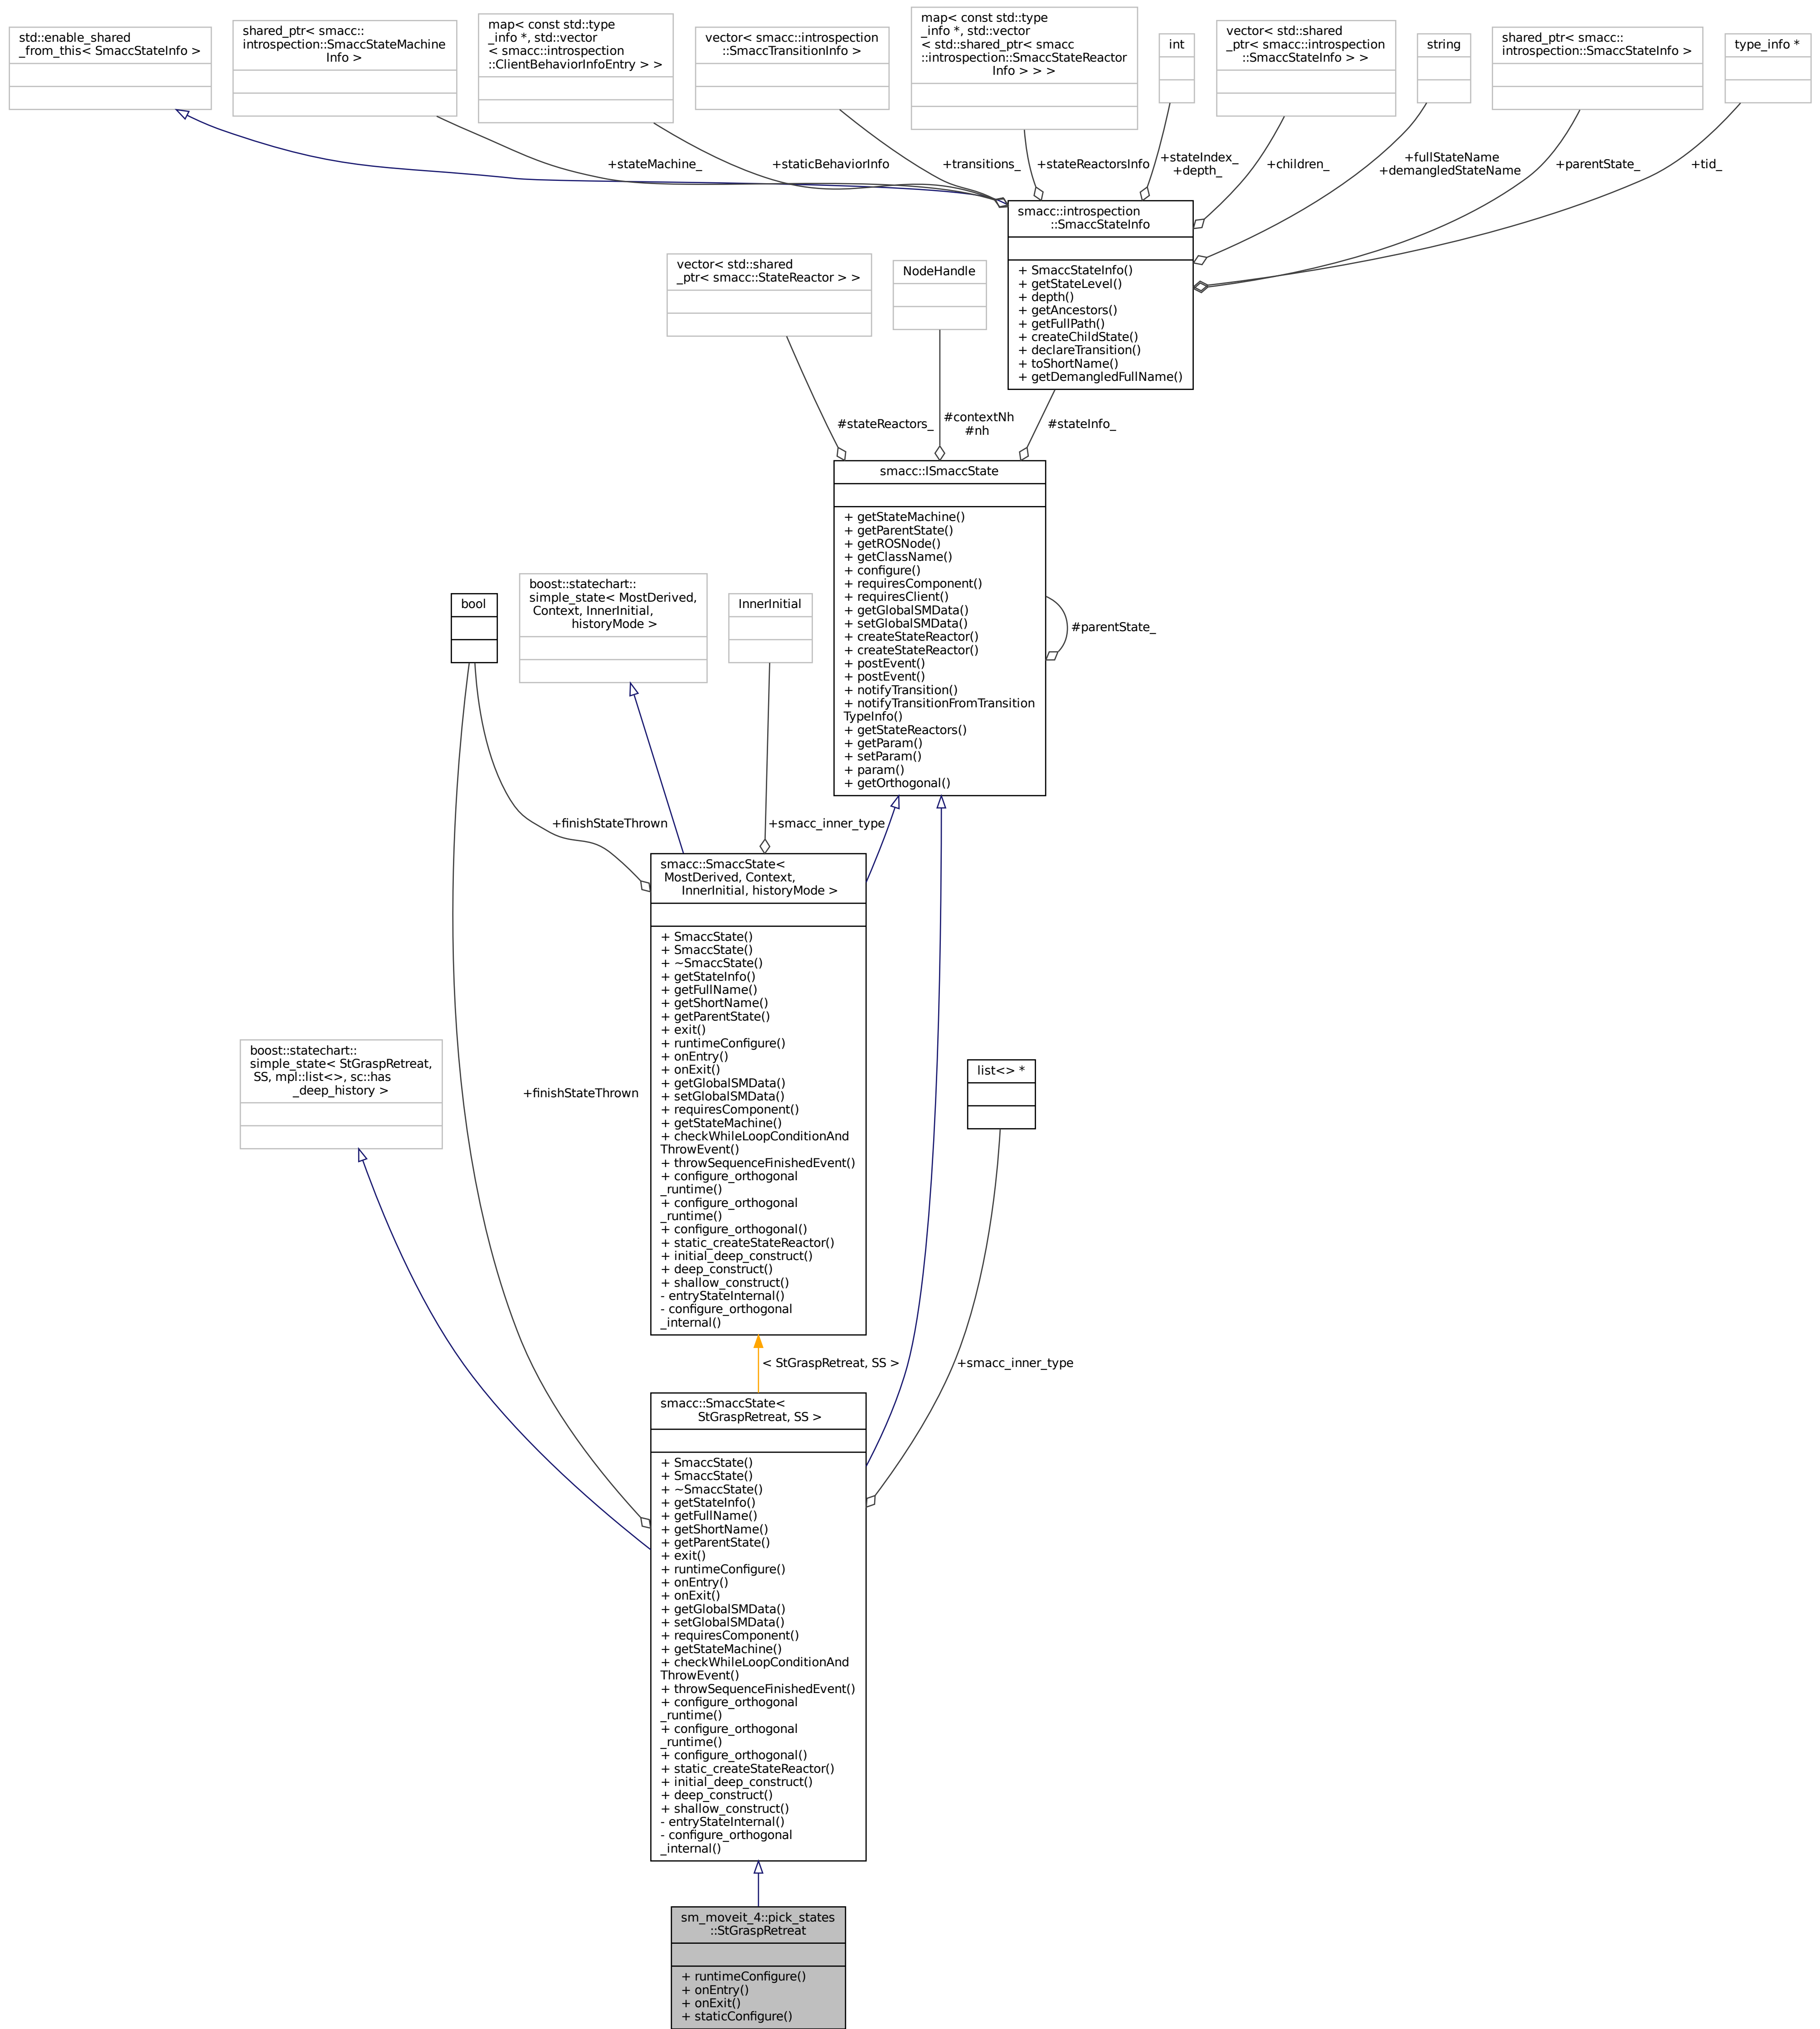 std::enable_shared
_from_this< SmaccStateInfo >
shared_ptr< smacc::
introspection::SmaccStateMachine
Info >
map< const std::type
_info *, std::vector
< smacc::introspection
::ClientBehaviorInfoEntry > >
vector< smacc::introspection
::SmaccTransitionInfo >
map< const std::type
_info *, std::vector
< std::shared_ptr< smacc
::introspection::SmaccStateReactor
Info > > >
int
vector< std::shared
_ptr< smacc::introspection
::SmaccStateInfo > >
string
shared_ptr< smacc::
introspection::SmaccStateInfo >
type_info *
+stateMachine_
+staticBehaviorInfo
+transitions_
+stateReactorsInfo
+stateIndex_
+depth_
+children_
+fullStateName
+demangledStateName
+parentState_
+tid_
smacc::introspection
::SmaccStateInfo
+ SmaccStateInfo()
+ getStateLevel()
+ depth()
+ getAncestors()
+ getFullPath()
+ createChildState()
+ declareTransition()
+ toShortName()
+ getDemangledFullName()
vector< std::shared
_ptr< smacc::StateReactor > >
NodeHandle
#stateReactors_
#contextNh
#nh
#stateInfo_
smacc::ISmaccState
+ getStateMachine()
+ getParentState()
+ getROSNode()
+ getClassName()
+ configure()
+ requiresComponent()
+ requiresClient()
+ getGlobalSMData()
+ setGlobalSMData()
+ createStateReactor()
+ createStateReactor()
+ postEvent()
+ postEvent()
+ notifyTransition()
+ notifyTransitionFromTransition
TypeInfo()
+ getStateReactors()
+ getParam()
+ setParam()
+ param()
+ getOrthogonal()
#parentState_
bool
boost::statechart::
simple_state< MostDerived,
Context, InnerInitial,
historyMode >
InnerInitial
+finishStateThrown
+smacc_inner_type
smacc::SmaccState<
MostDerived, Context,
InnerInitial, historyMode >
+ SmaccState()
+ SmaccState()
+ ~SmaccState()
+ getStateInfo()
+ getFullName()
+ getShortName()
+ getParentState()
+ exit()
+ runtimeConfigure()
+ onEntry()
+ onExit()
+ getGlobalSMData()
+ setGlobalSMData()
+ requiresComponent()
+ getStateMachine()
+ checkWhileLoopConditionAnd
ThrowEvent()
+ throwSequenceFinishedEvent()
+ configure_orthogonal
_runtime()
+ configure_orthogonal
_runtime()
+ configure_orthogonal()
+ static_createStateReactor()
+ initial_deep_construct()
+ deep_construct()
+ shallow_construct()
- entryStateInternal()
- configure_orthogonal
_internal()
boost::statechart::
simple_state< StGraspRetreat,
SS, mpl::list<>, sc::has
_deep_history >
+finishStateThrown
list<> *
< StGraspRetreat, SS >
+smacc_inner_type
smacc::SmaccState<
StGraspRetreat, SS >
+ SmaccState()
+ SmaccState()
+ ~SmaccState()
+ getStateInfo()
+ getFullName()
+ getShortName()
+ getParentState()
+ exit()
+ runtimeConfigure()
+ onEntry()
+ onExit()
+ getGlobalSMData()
+ setGlobalSMData()
+ requiresComponent()
+ getStateMachine()
+ checkWhileLoopConditionAnd
ThrowEvent()
+ throwSequenceFinishedEvent()
+ configure_orthogonal
_runtime()
+ configure_orthogonal
_runtime()
+ configure_orthogonal()
+ static_createStateReactor()
+ initial_deep_construct()
+ deep_construct()
+ shallow_construct()
- entryStateInternal()
- configure_orthogonal
_internal()
sm_moveit_4::pick_states
::StGraspRetreat
+ runtimeConfigure()
+ onEntry()
+ onExit()
+ staticConfigure()